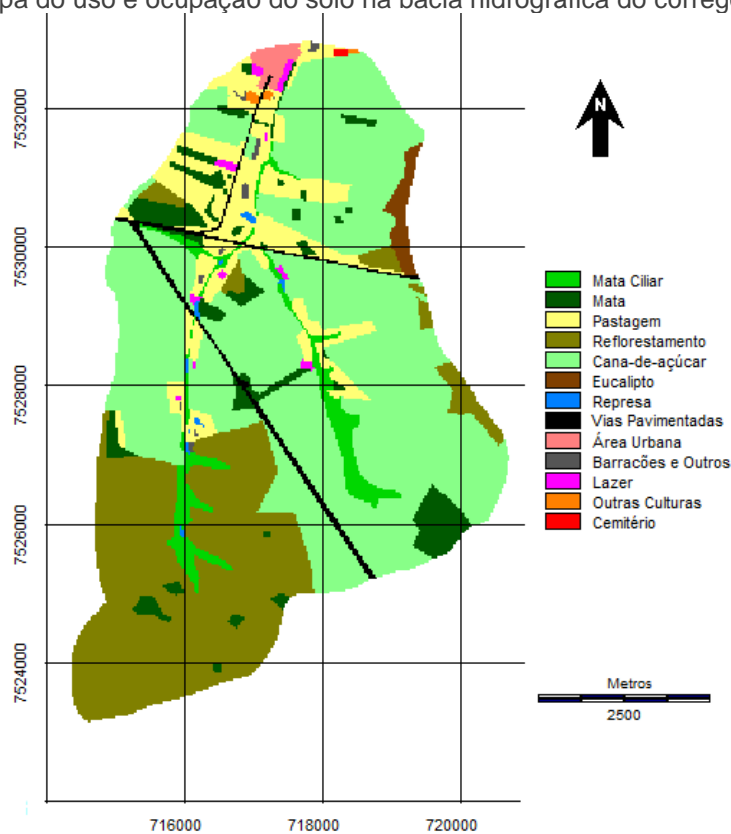 do uso e ocupação do solo na bacia hidrográfica do córreg
7532000
7530000
7528000
7526000
7524000
716000
718000
720000
N
Mata Ciliar
Mata
Pastagem
Reflorestamento
Cana-de-açúcar
Eucalipto
Represa
Vias Pavimentadas
Área Urbana
Barracões e Outros
Lazer
Outras Culturas
Cemitério
Metros
2500